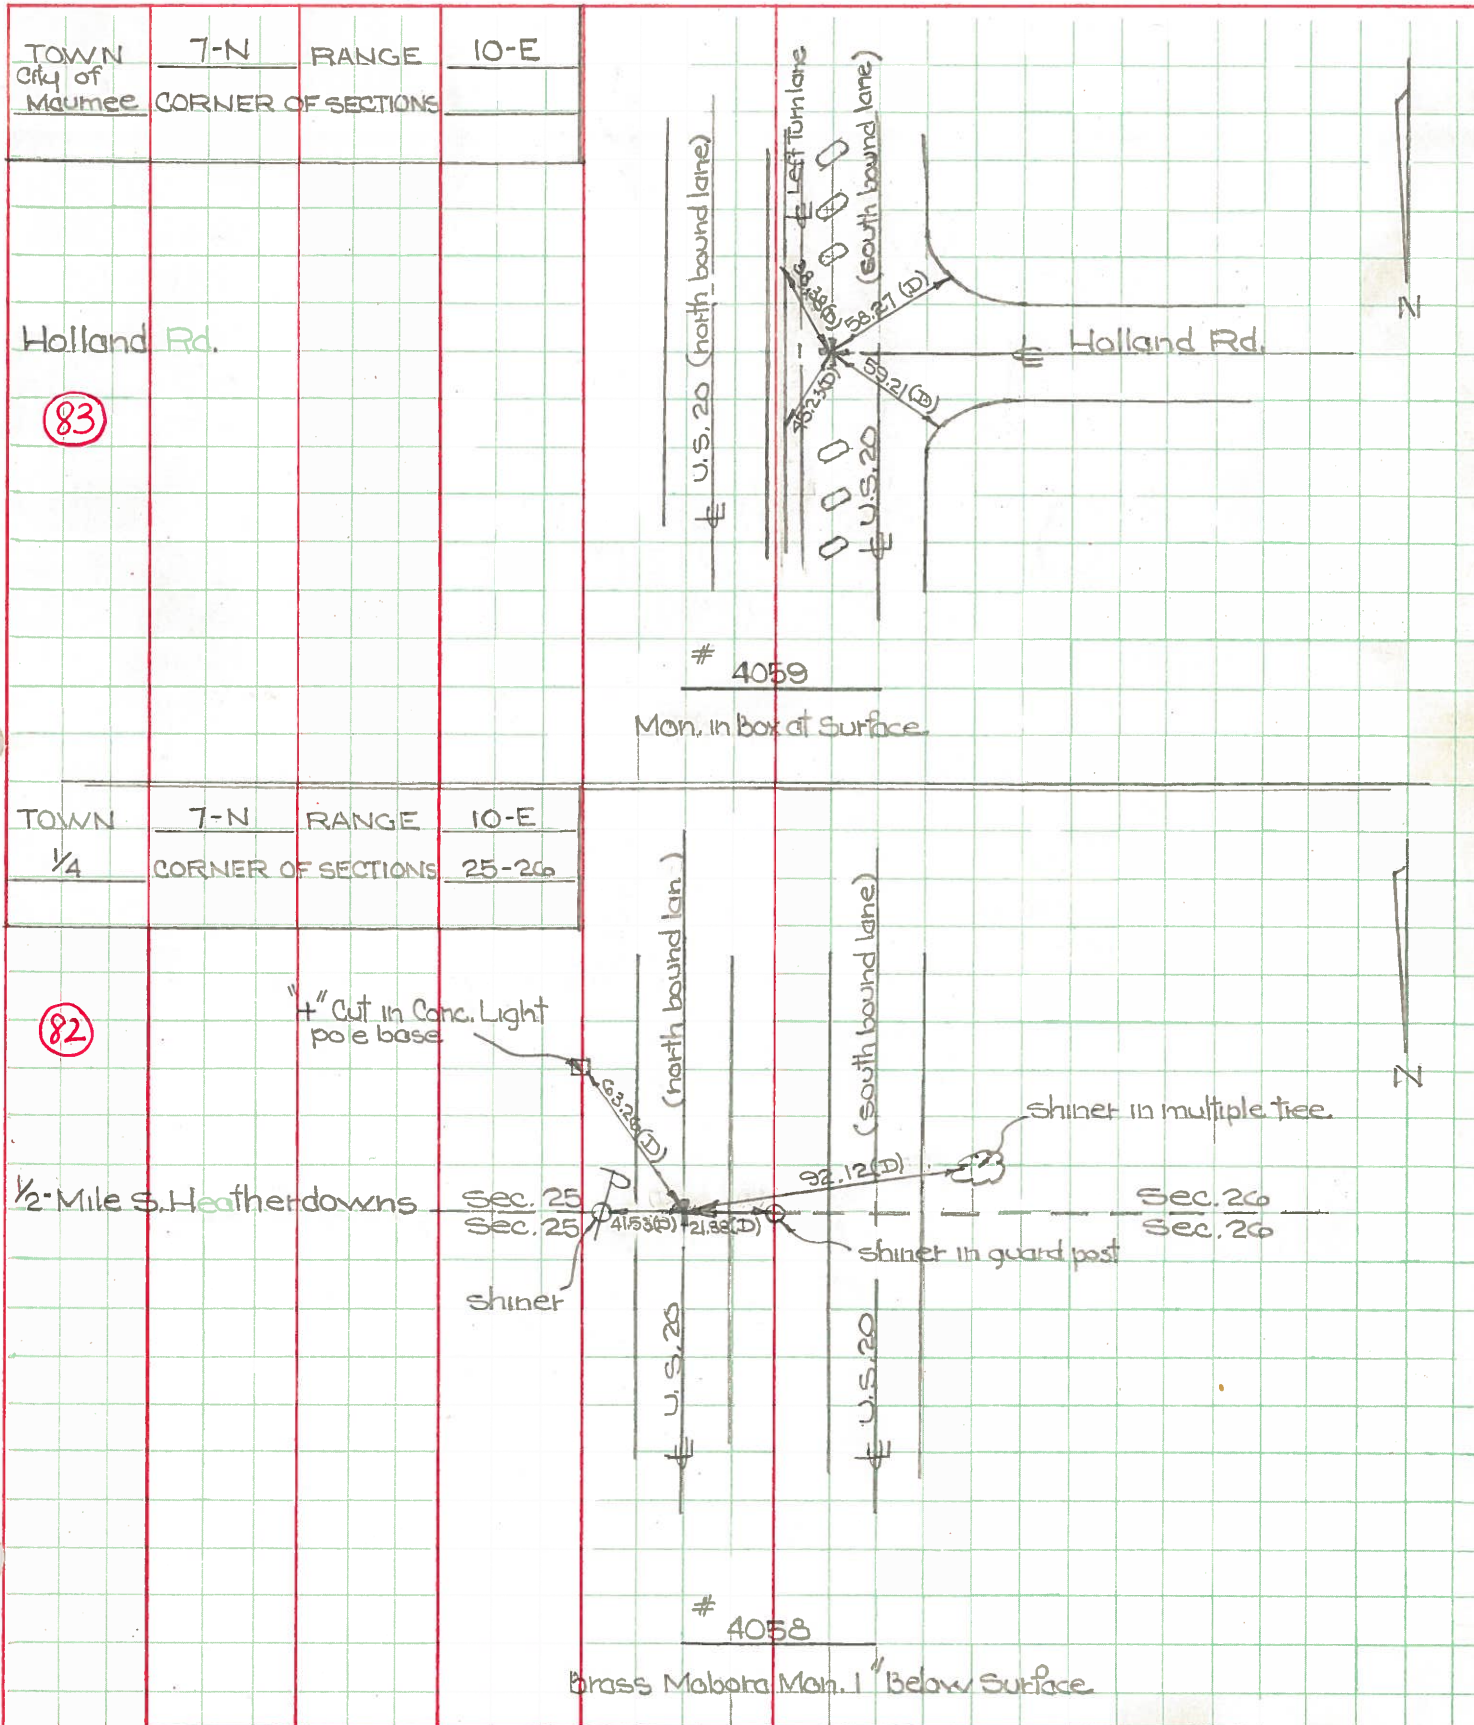 TOWN 7-N RANGE 10-E
City of
Maumee CORNER OF SECTIONS
Left Turn lane
(south bound lane)
U.S. 20 (north bound lane)
58.27 (D)
Holland Rd.
83
℄ Holland Rd.
59.21 (D)
75.23(D)
U.S. 20
N
# 4059
Mon. in Box at Surface
TOWN 7-N RANGE 10-E
1/4 CORNER OF SECTIONS 25-26
(north bound lan )
(south bound lane)
82
"+" Cut in Conc. Light
po e base
63.26(D)
N
shiner in multiple tree
92.12(D)
1/2-Mile S. Heatherdowns
Sec. 25
Sec. 25
41.53(D)
21.88(D)
Sec. 26
Sec. 26
shiner in guard post
shiner
U.S. 20
U.S. 20
# 4058
Brass Mabora Mon. 1" Below Surface